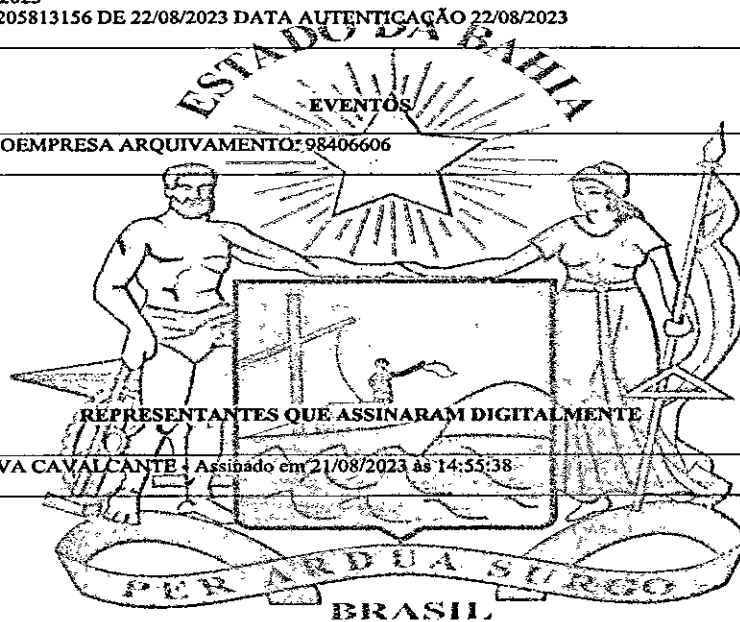 205813156 DE 22/08/2023 DATA AUTENTICAÇÃO 22/08/2023
ESTADO DA BAHIA
EVENTOS
OEMPRESA ARQUIVAMENTO: 98406606
REPRESENTANTES QUE ASSINARAM DIGITALMENTE
VA CAVALCANTE - Assinado em 21/08/2023 às 14:55:38
PER ARDUA SURGO
BRASIL